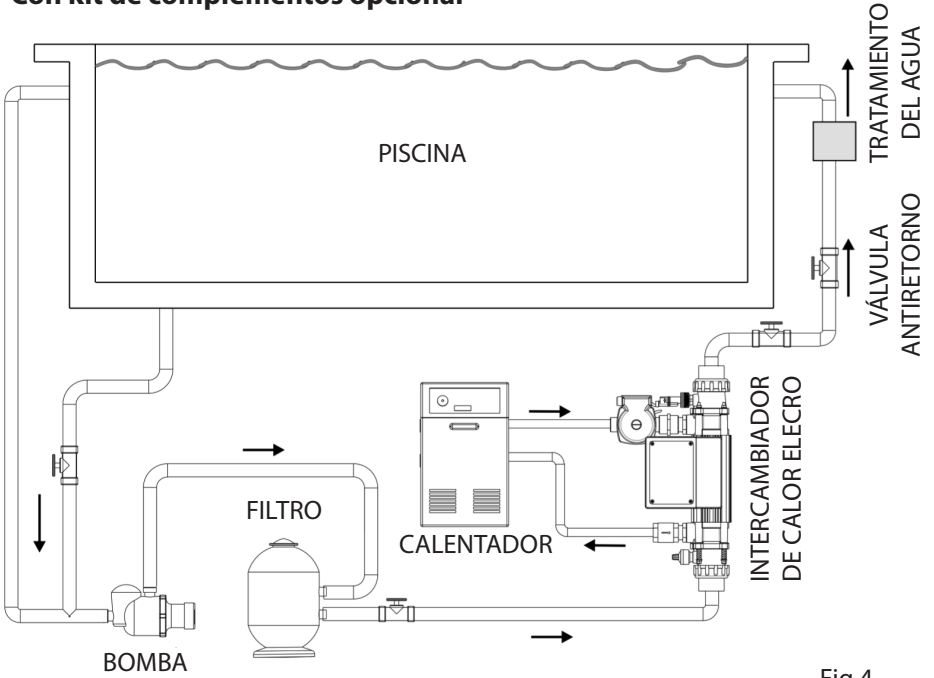 Con kit de complementos opcional
PISCINA
TRATAMIENTO
DEL AGUA
VÁLVULA
ANTIRETORNO
INTERCAMBIADOR
DE CALOR ELECRO
FILTRO
CALENTADOR
BOMBA
Fig 4